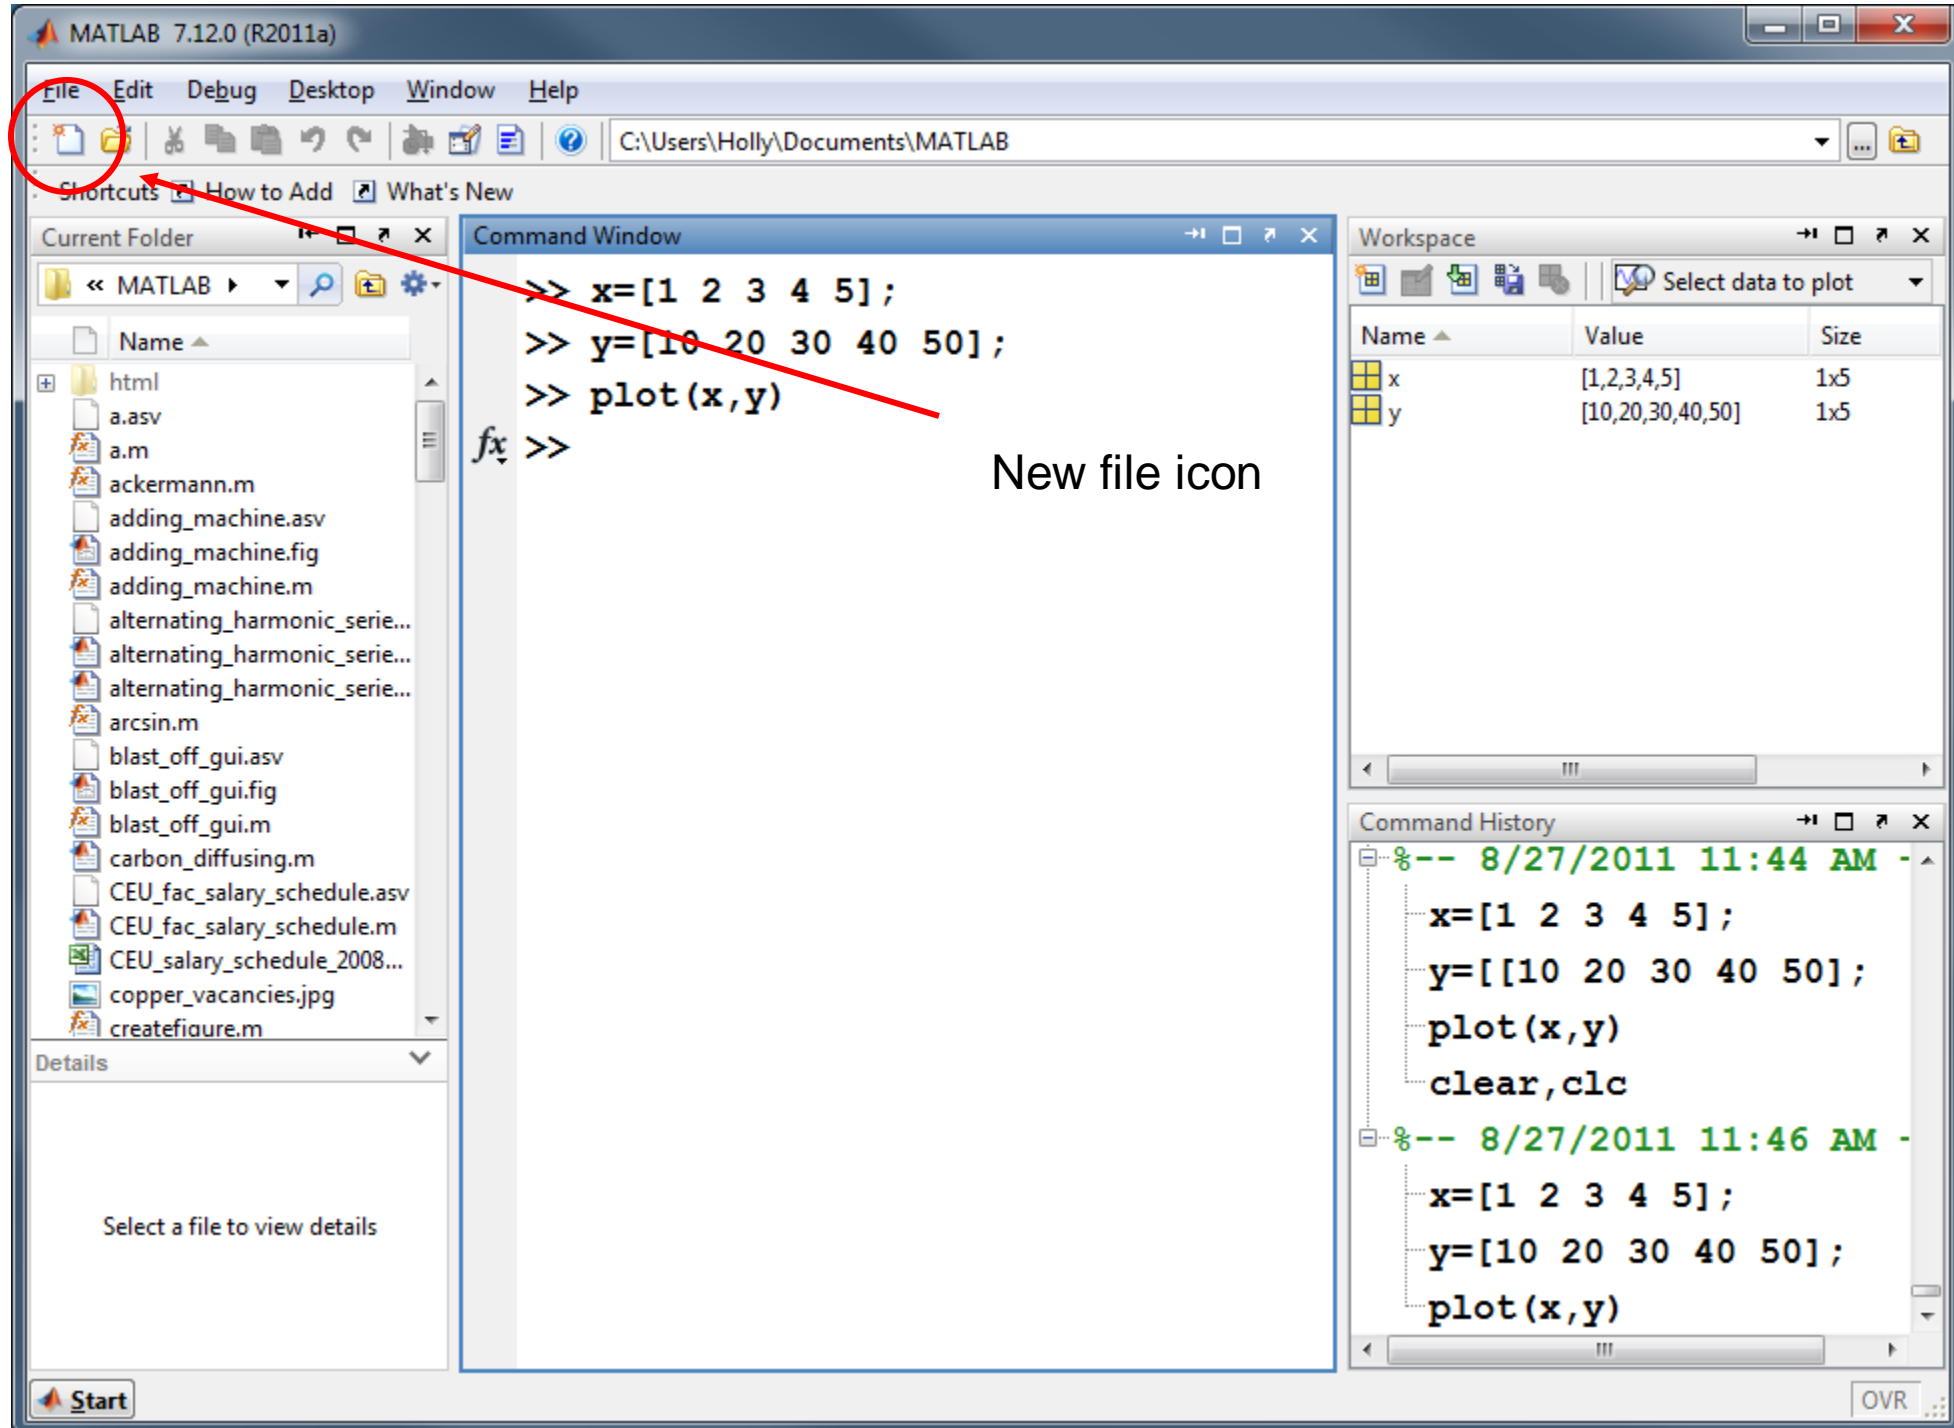 MATLAB 7.12.0 (R2011a)
File Edit Debug Desktop Window Help
C:\Users\Holly\Documents\MATLAB
Shortcuts How to Add What's New
Current Folder
« MATLAB
Name
html
a.asv
a.m
ackermann.m
adding_machine.asv
adding_machine.fig
adding_machine.m
alternating_harmonic_serie...
alternating_harmonic_serie...
alternating_harmonic_serie...
arcsin.m
blast_off_gui.asv
blast_off_gui.fig
blast_off_gui.m
carbon_diffusing.m
CEU_fac_salary_schedule.asv
CEU_fac_salary_schedule.m
CEU_salary_schedule_2008...
copper_vacancies.jpg
createfigure.m
Details
Select a file to view details
Command Window
>> x=[1 2 3 4 5];
>> y=[10 20 30 40 50];
>> plot(x,y)
fx >>
New file icon
Workspace
Select data to plot
Name Value Size
x [1,2,3,4,5] 1x5
y [10,20,30,40,50] 1x5
Command History
%-- 8/27/2011 11:44 AM -
x=[1 2 3 4 5];
y=[[10 20 30 40 50];
plot(x,y)
clear,clc
%-- 8/27/2011 11:46 AM -
x=[1 2 3 4 5];
y=[10 20 30 40 50];
plot(x,y)
Start
OVR